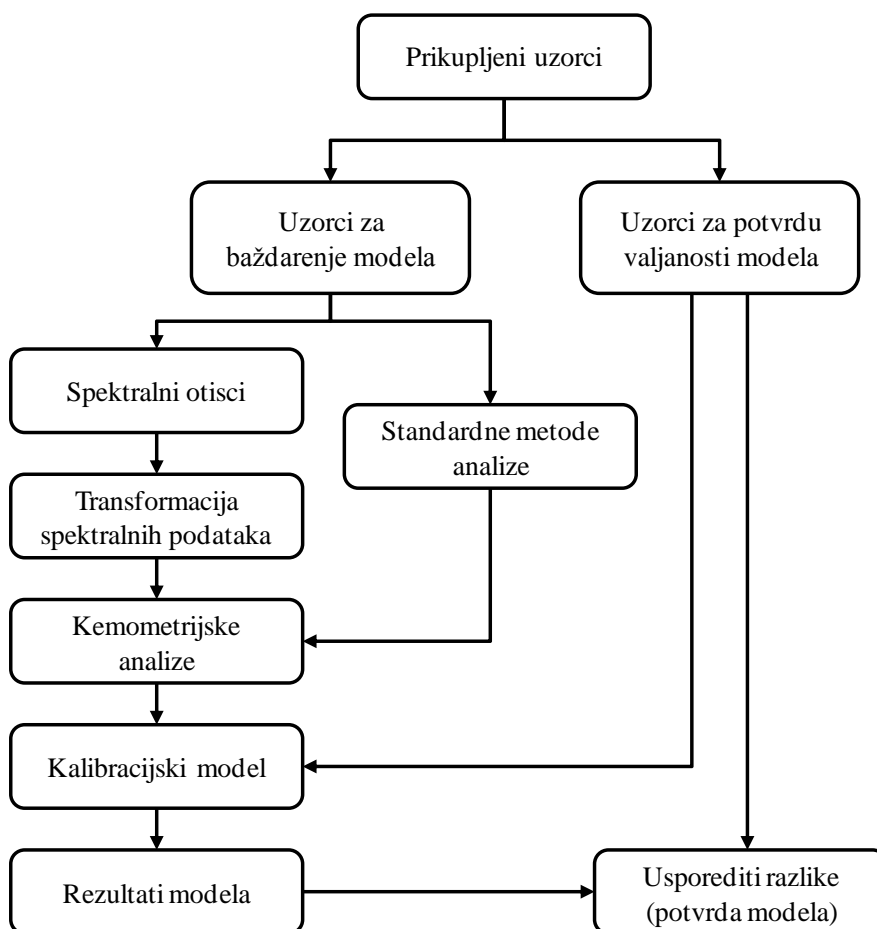 Prikupljeni uzorci
Uzorci za
baždarenje modela
Uzorci za potvrdu
valjanosti modela
Spektralni otisci
Standardne metode
analize
Transformacija
spektralnih podataka
Kemometrijske
analize
Kalibracijski model
Rezultati modela
Usporediti razlike
(potvrda modela)